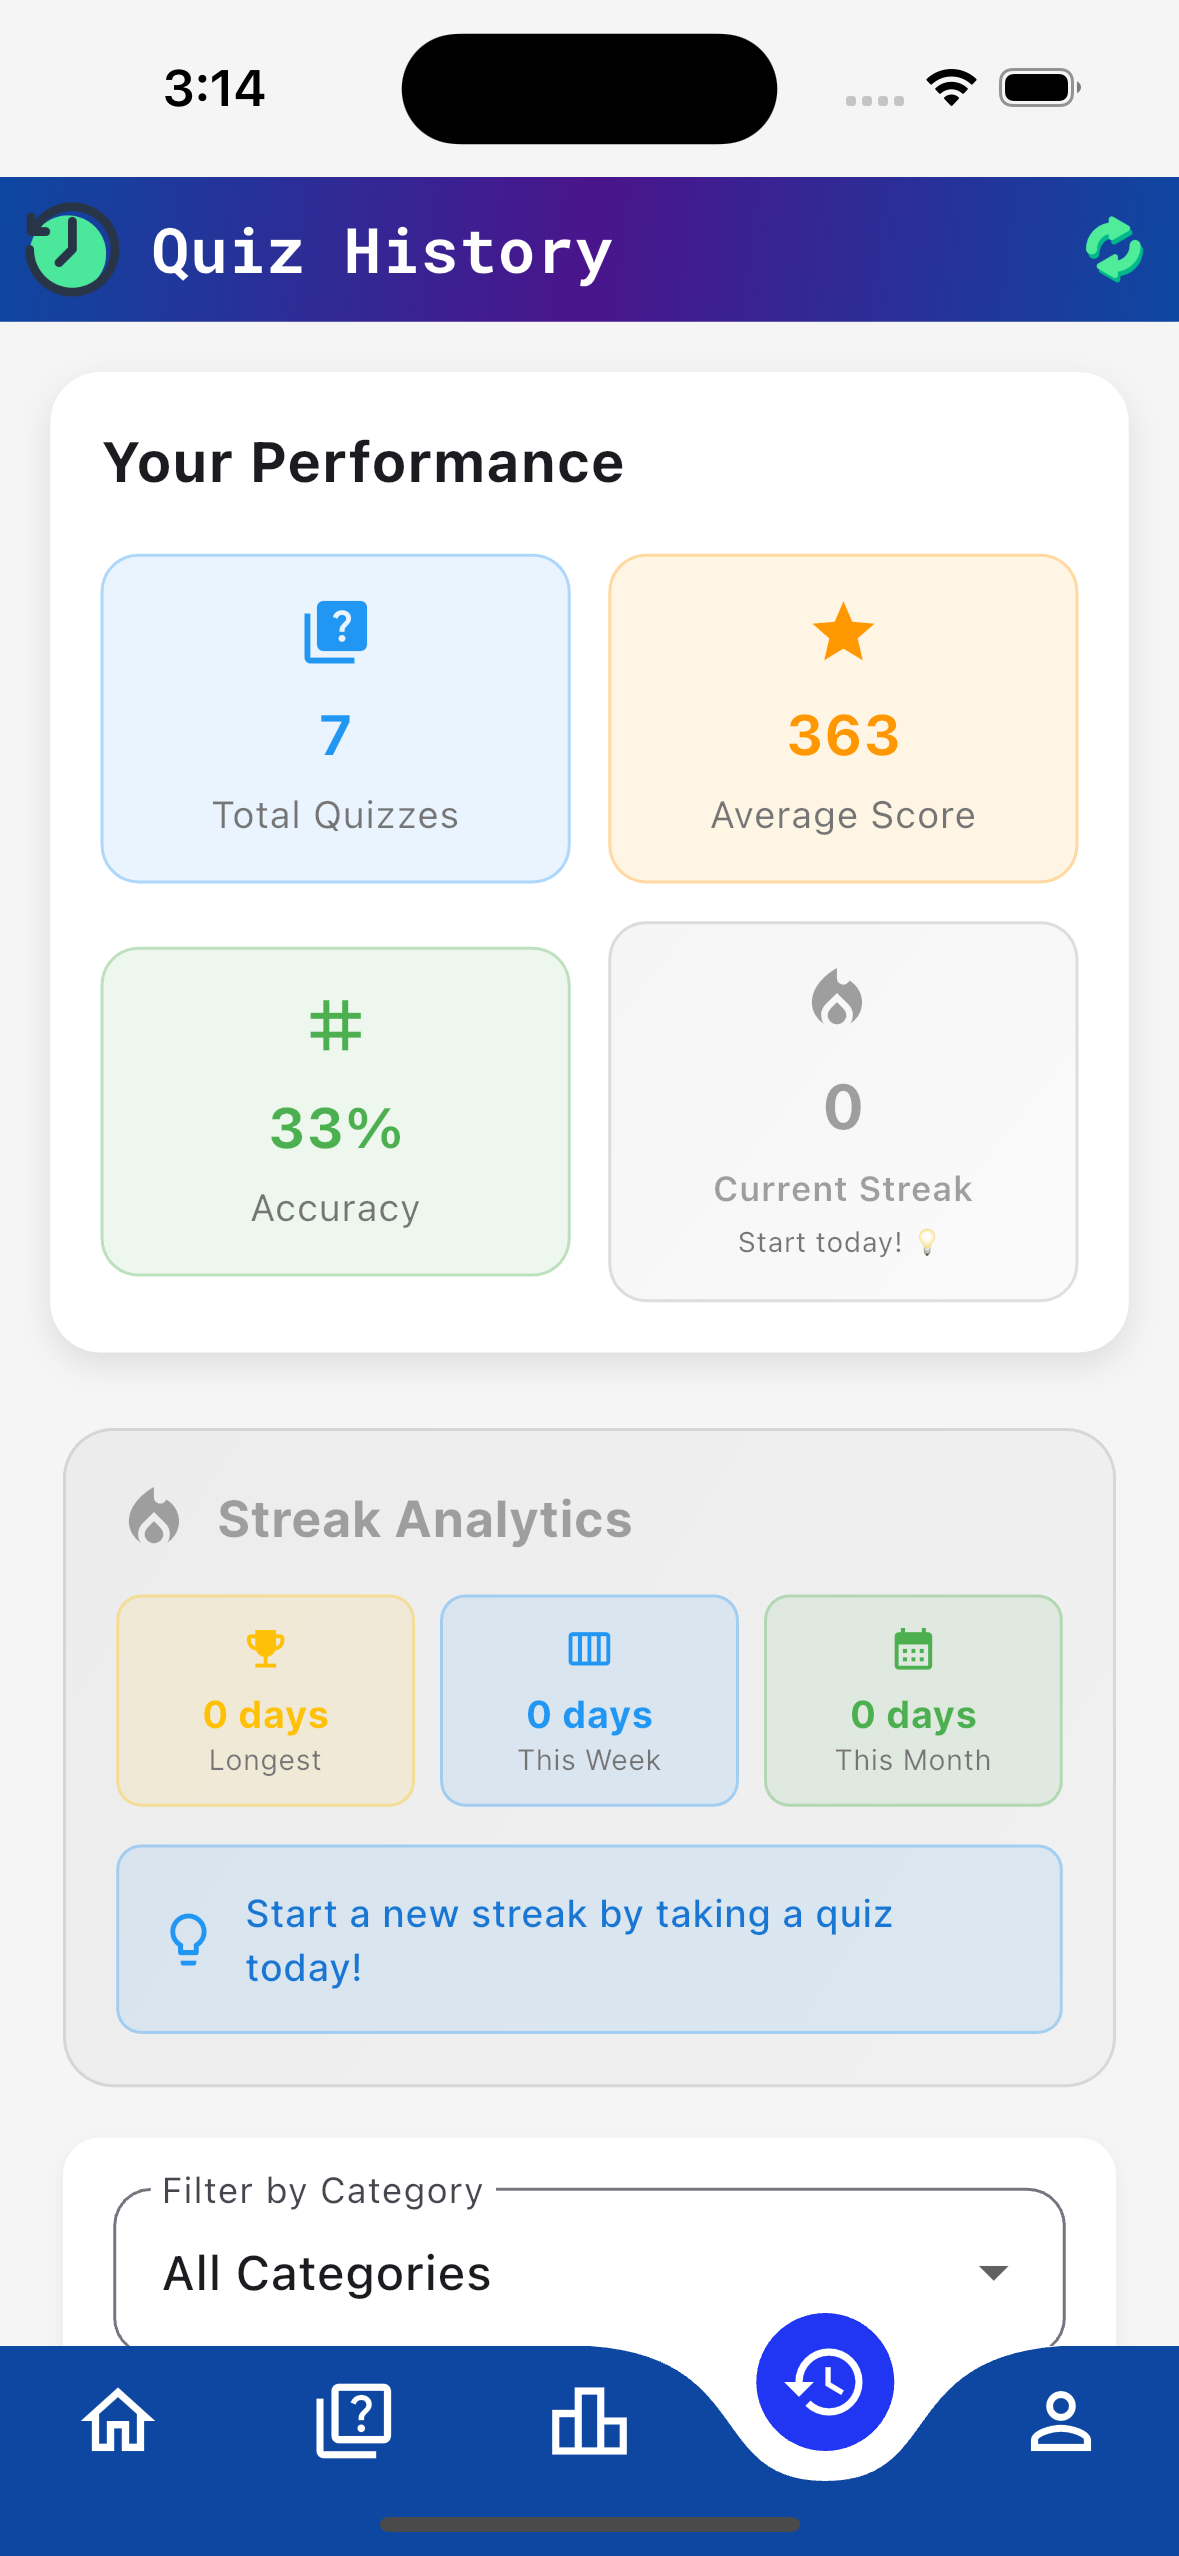 3:14
Quiz History
Your Performance
7
Total Quizzes
363
Average Score
33%
Accuracy
0
Current Streak
Start today! 💡
Streak Analytics
0 days
Longest
0 days
This Week
0 days
This Month
Start a new streak by taking a quiz
today!
Filter by Category
All Categories